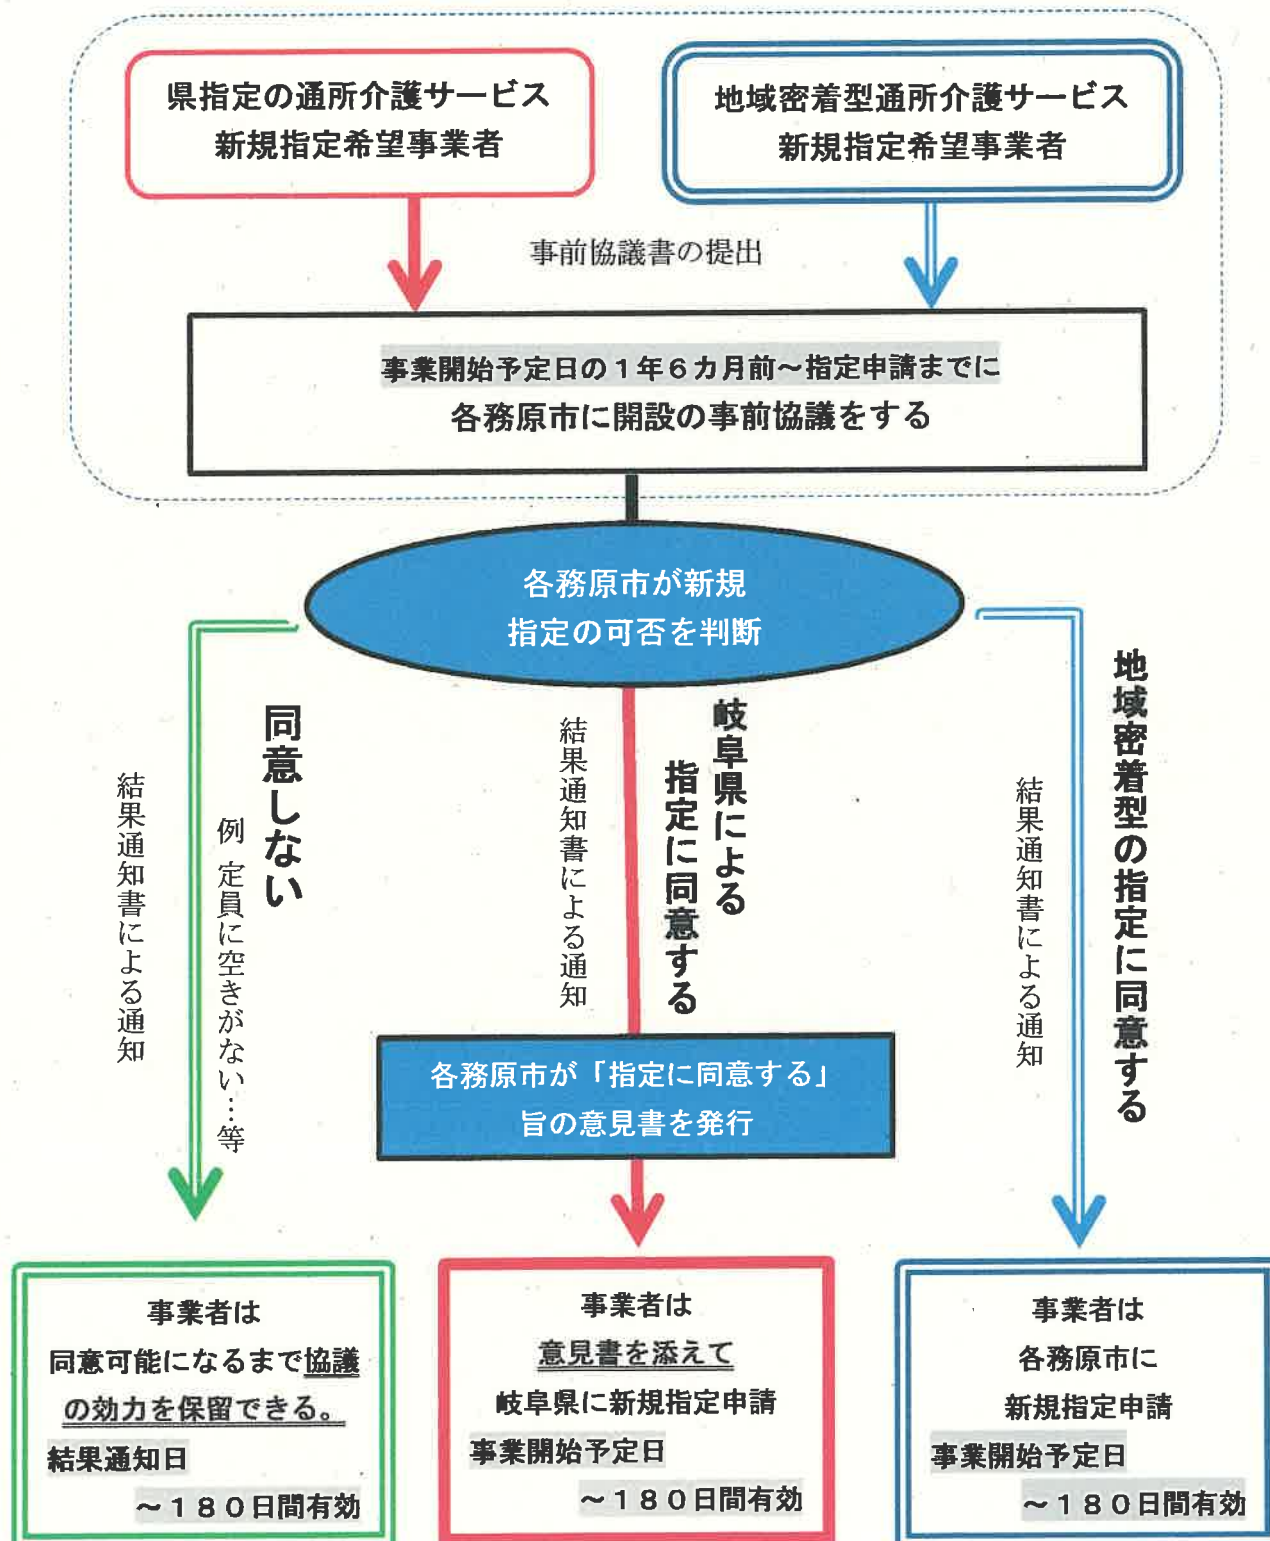 県指定の通所介護サービス
新規指定希望事業者
地域密着型通所介護サービス
新規指定希望事業者
事前協議書の提出
事業開始予定日の１年６カ月前～指定申請までに
各務原市に開設の事前協議をする
各務原市が新規
指定の可否を判断
同意しない
例 定員に空きがない…等
結果通知書による通知
岐阜県による
指定に同意する
結果通知書による通知
地域密着型の指定に同意する
結果通知書による通知
各務原市が「指定に同意する」
旨の意見書を発行
事業者は
同意可能になるまで協議
の効力を保留できる。
結果通知日
～１８０日間有効
事業者は
意見書を添えて
岐阜県に新規指定申請
事業開始予定日
～１８０日間有効
事業者は
各務原市に
新規指定申請
事業開始予定日
～１８０日間有効